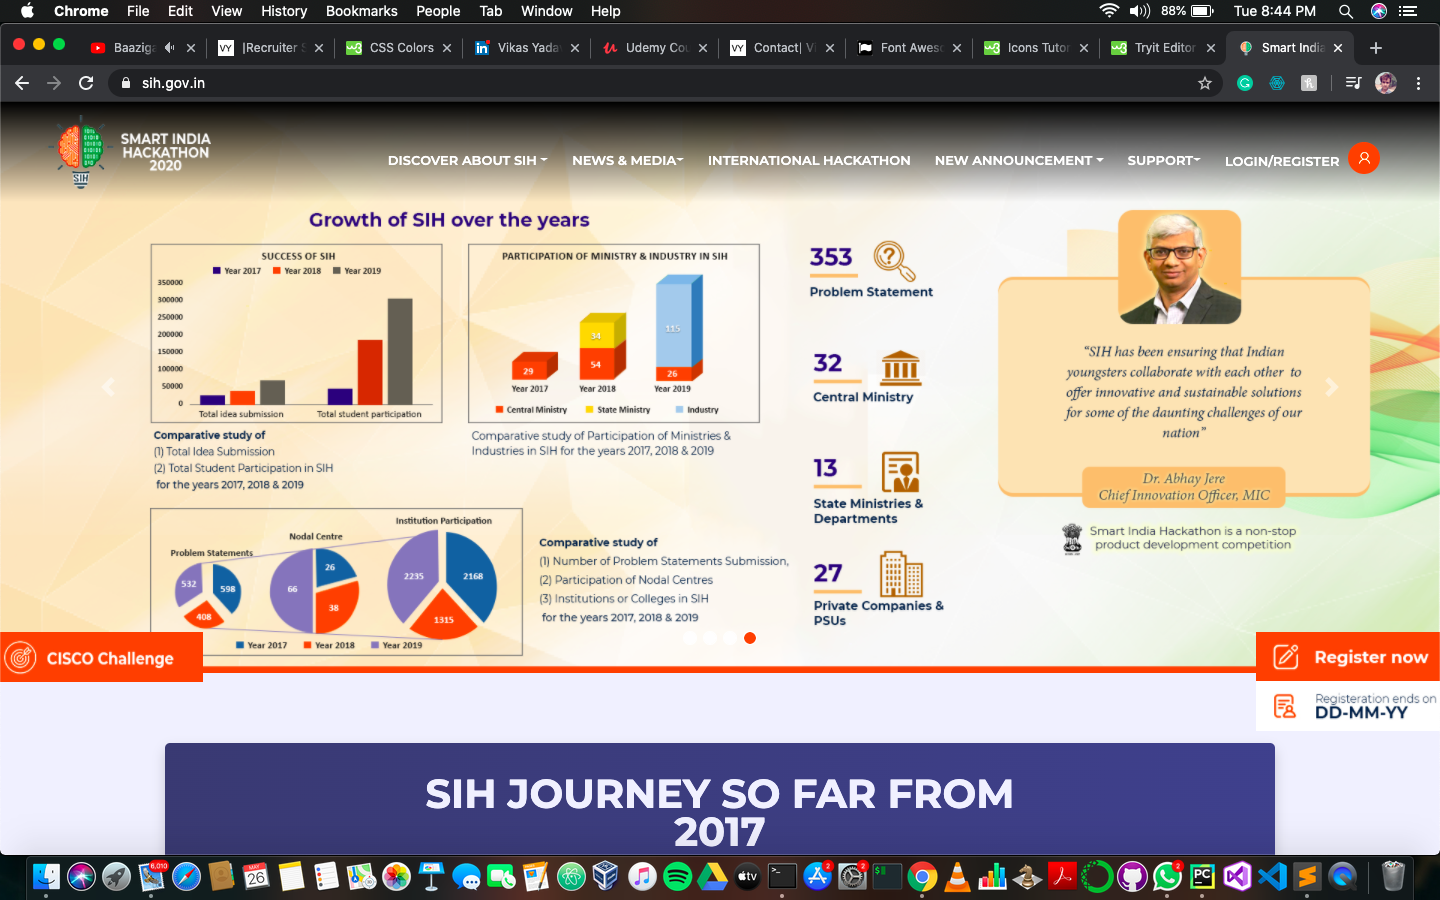 Chrome File Edit View History Bookmarks People Tab Window Help 88% Tue 8:44 PM
Baaziga |Recruiter S CSS Colors Vikas Yada Udemy Cou Contact| Vi Font Awes Icons Tutor Tryit Editor Smart India
sih.gov.in
SMART INDIA
HACKATHON
2020
SIH
DISCOVER ABOUT SIH NEWS & MEDIA INTERNATIONAL HACKATHON NEW ANNOUNCEMENT SUPPORT LOGIN/REGISTER
Growth of SIH over the years
SUCCESS OF SIH
Year 2017 Year 2018 Year 2019
350000
300000
250000
200000
150000
100000
50000
0
Total idea submission Total student participation
Comparative study of
(1) Total Idea Submission
(2) Total Student Participation in SIH
for the years 2017, 2018 & 2019
PARTICIPATION OF MINISTRY & INDUSTRY IN SIH
29
34
54
115
26
Year 2017 Year 2018 Year 2019
Central Ministry State Ministry Industry
Comparative study of Participation of Ministries &
Industries in SIH for the years 2017, 2018 & 2019
Problem Statements
532 598
408
Nodal Centre
66 26
38
Institution Participation
2235 2168
1315
Year 2017 Year 2018 Year 2019
Comparative study of
(1) Number of Problem Statements Submission,
(2) Participation of Nodal Centres
(3) Institutions or Colleges in SIH
for the years 2017, 2018 & 2019
353
Problem Statement
32
Central Ministry
13
State Ministries &
Departments
27
Private Companies &
PSUs
“SIH has been ensuring that Indian
youngsters collaborate with each other to
offer innovative and sustainable solutions
for some of the daunting challenges of our
nation”
Dr. Abhay Jere
Chief Innovation Officer, MIC
Smart India Hackathon is a non-stop
product development competition
CISCO Challenge
Register now
Registeration ends on
DD-MM-YY
SIH JOURNEY SO FAR FROM
2017